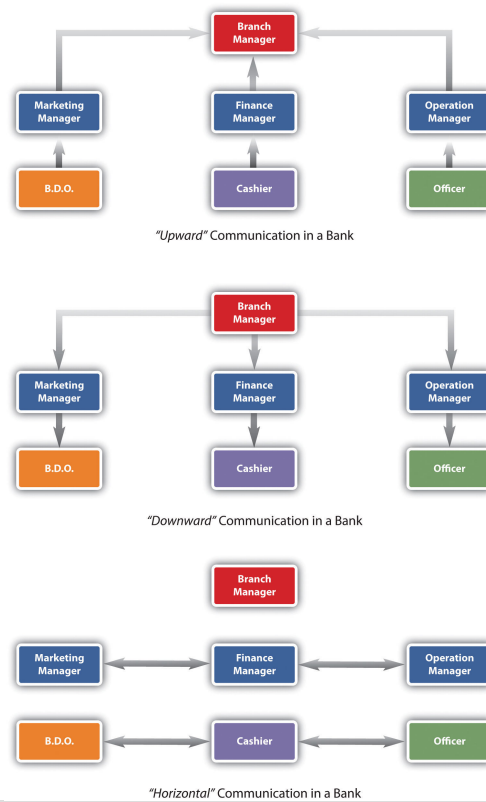 Branch
Manager
Marketing
Manager
Finance
Manager
Operation
Manager
B.D.O.
Cashier
Officer
"Upward" Communication in a Bank
Branch
Manager
Marketing
Manager
Finance
Manager
Operation
Manager
B.D.O.
Cashier
Officer
"Downward" Communication in a Bank
Branch
Manager
Marketing
Manager
Finance
Manager
Operation
Manager
B.D.O.
Cashier
Officer
"Horizontal" Communication in a Bank